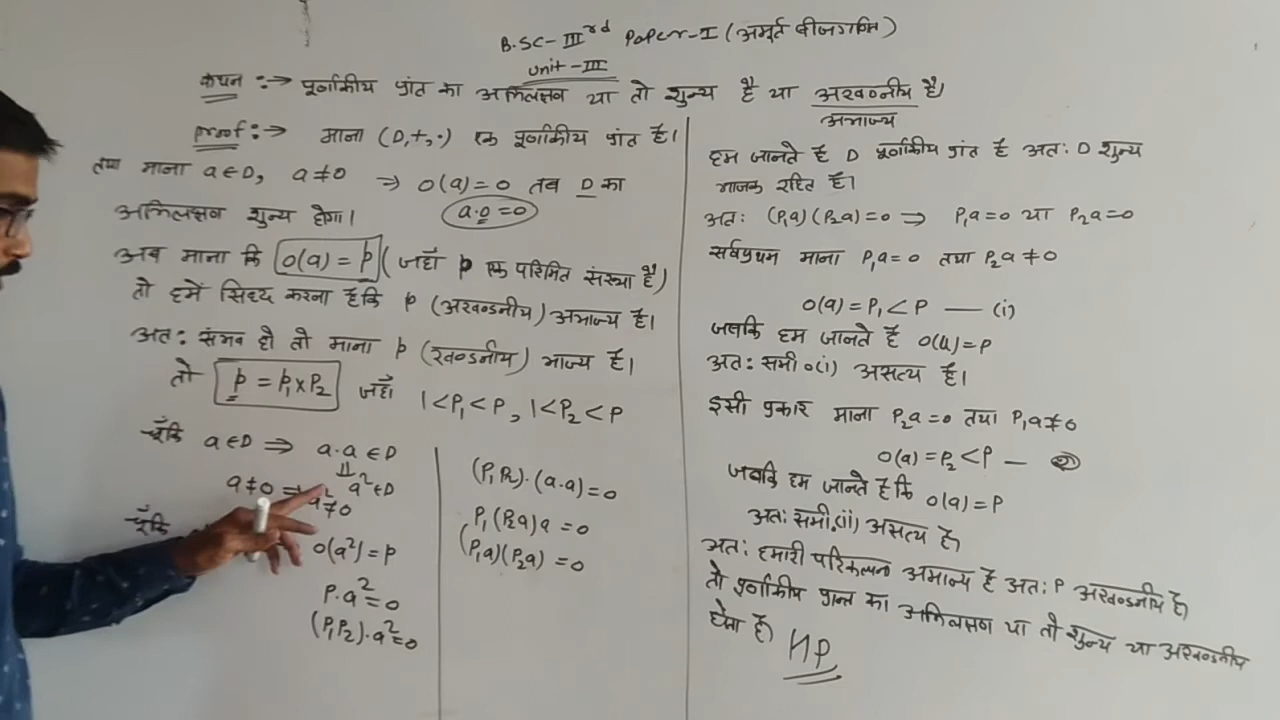 B.SC-IIIrd PaPer-I (अमूर्त बीजगणित)
Unit-III
कथन :→ पूर्णांकीय प्रांत का अभिलक्षण या तो शून्य है या अखण्डनीय है।
अभाज्य
Proof :→ माना (D,+,·) एक पूर्णांकीय प्रांत है।
तथा माना a∈D, a≠0 ⇒ o(a)=0 तब D का
अभिलक्षण शून्य होगा। a·0=0
अब माना कि o(a)=p (जहाँ p एक परिमित संख्या है)
तो हमें सिध्द करना है कि p (अखण्डनीय) अभाज्य है।
अतः संभव हो तो माना p (खण्डनीय) भाज्य है।
तो p = p₁×P₂ जहाँ 1<P₁<P, 1<P₂<P
चूँकि a∈D ⇒ a·a∈D
a² ∈D
a≠0 ⇒ a²≠0
चूँकि
o(a²)=p
P·a²=0
(P₁P₂)·a²=0
(P₁P₂)·(a·a)=0
P₁(P₂a)a=0
(P₁a)(P₂a)=0
हम जानते है D पूर्णांकीय प्रांत है अतः D शून्य
भाजक रहित है।
अतः (P₁a)(P₂a)=0 ⇒ P₁a=0 या P₂a=0
सर्वप्रथम माना P₁a=0 तथा P₂a≠0
o(a)=P₁<P — (i)
जबकि हम जानते है o(a)=P
अतः समी० (i) असत्य है।
इसी प्रकार माना P₂a=0 तथा P₁a≠0
o(a)=P₂<P —
जबकि हम जानते है कि o(a)=P
अतः समी.(ii) असत्य है।
अतः हमारी परिकल्पना अमान्य है अतः P अखण्डनीय है।
तो पूर्णांकीय प्रान्त का अभिलक्षण या तो शून्य या अखण्डनीय
होता है। HP